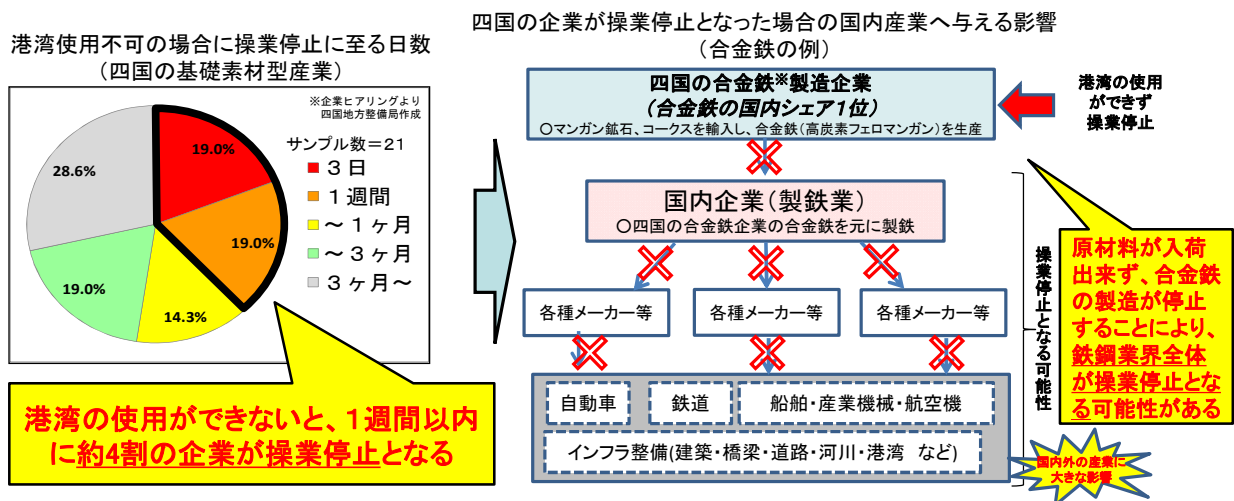 港湾使用不可の場合に操業停止に至る日数
（四国の基礎素材型産業）
※企業ヒアリングより
四国地方整備局作成
サンプル数＝21
３日
１週間
～１ヶ月
～３ヶ月
３ヶ月～
19.0%
19.0%
14.3%
19.0%
28.6%
港湾の使用ができないと、１週間以内
に約4割の企業が操業停止となる
四国の企業が操業停止となった場合の国内産業へ与える影響
（合金鉄の例）
四国の合金鉄※製造企業
（合金鉄の国内シェア１位）
○マンガン鉱石、コークスを輸入し、合金鉄（高炭素フェロマンガン）を生産
港湾の使用
ができず
操業停止
国内企業（製鉄業）
○四国の合金鉄企業の合金鉄を元に製鉄
各種メーカー等
各種メーカー等
各種メーカー等
自動車
鉄道
船舶・産業機械・航空機
インフラ整備(建築・橋梁・道路・河川・港湾　など)
操業停止となる可能性
原材料が入荷
出来ず、合金鉄
の製造が停止
することにより、
鉄鋼業界全体
が操業停止とな
る可能性がある
国内外の産業に
大きな影響